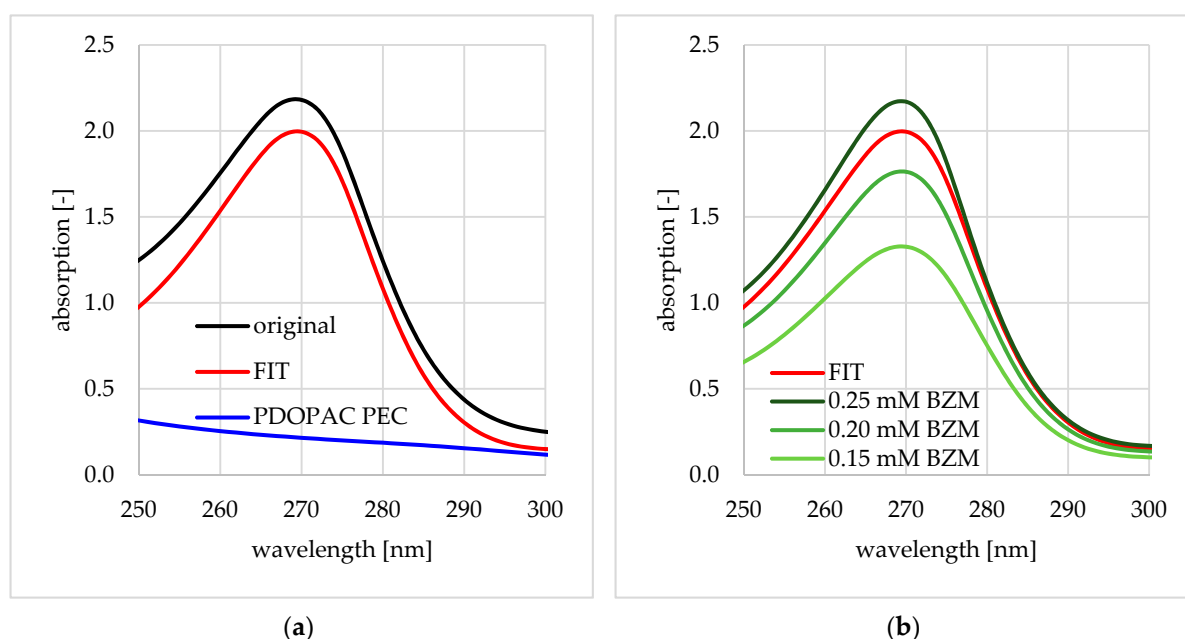 2.5
2.0
1.5
1.0
0.5
0.0
absorption [-]
original
FIT
PDOPAC PEC
250 260 270 280 290 300
wavelength [nm]
(a)
2.5
2.0
1.5
1.0
0.5
0.0
absorption [-]
FIT
0.25 mM BZM
0.20 mM BZM
0.15 mM BZM
250 260 270 280 290 300
wavelength [nm]
(b)